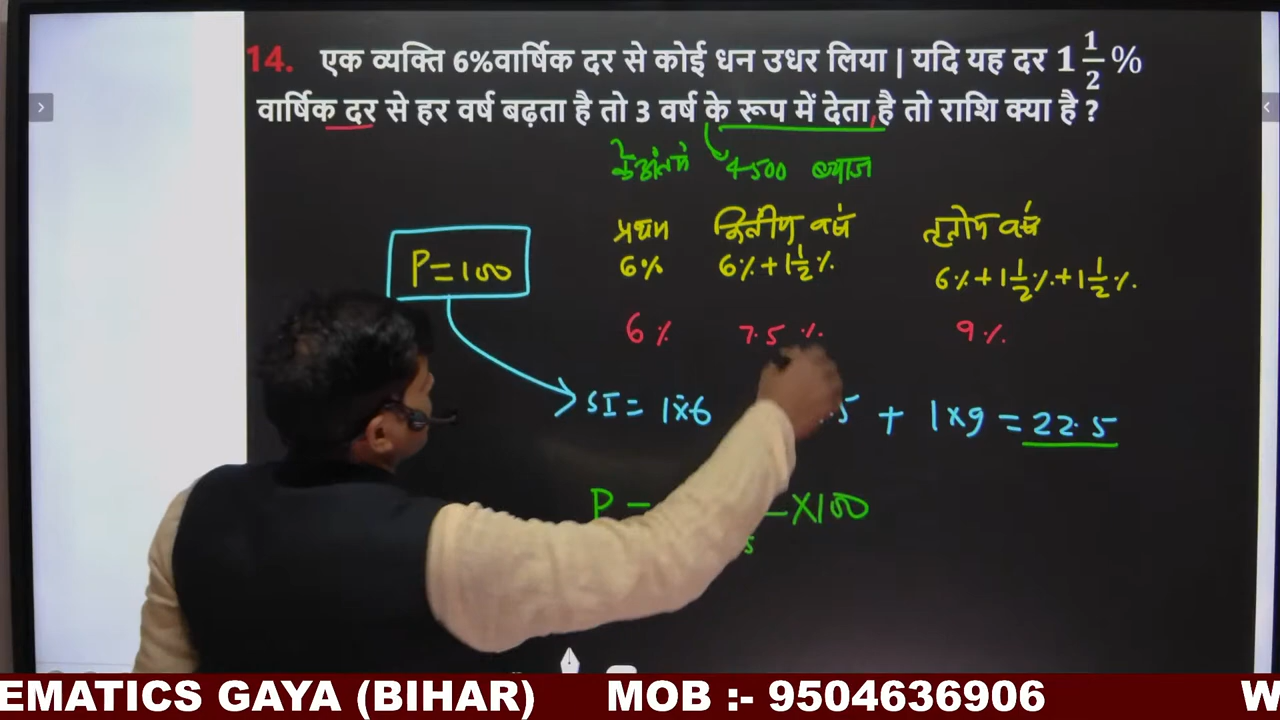 14. एक व्यक्ति 6%वार्षिक दर से कोई धन उधर लिया | यदि यह दर 1 1/2 %
वार्षिक दर से हर वर्ष बढ़ता है तो 3 वर्ष के रूप में देता है तो राशि क्या है ?
के अंत में 4500 ब्याज
प्रथम द्वितीय वर्ष तृतीय वर्ष
P=100 6% 6%+1 1/2 % 6%+1 1/2 %+1 1/2 %
6% 7.5% 9%
SI = 1×6 .5 + 1×9 = 22.5
P = ×100
5
EMATICS GAYA (BIHAR) MOB :- 9504636906 W